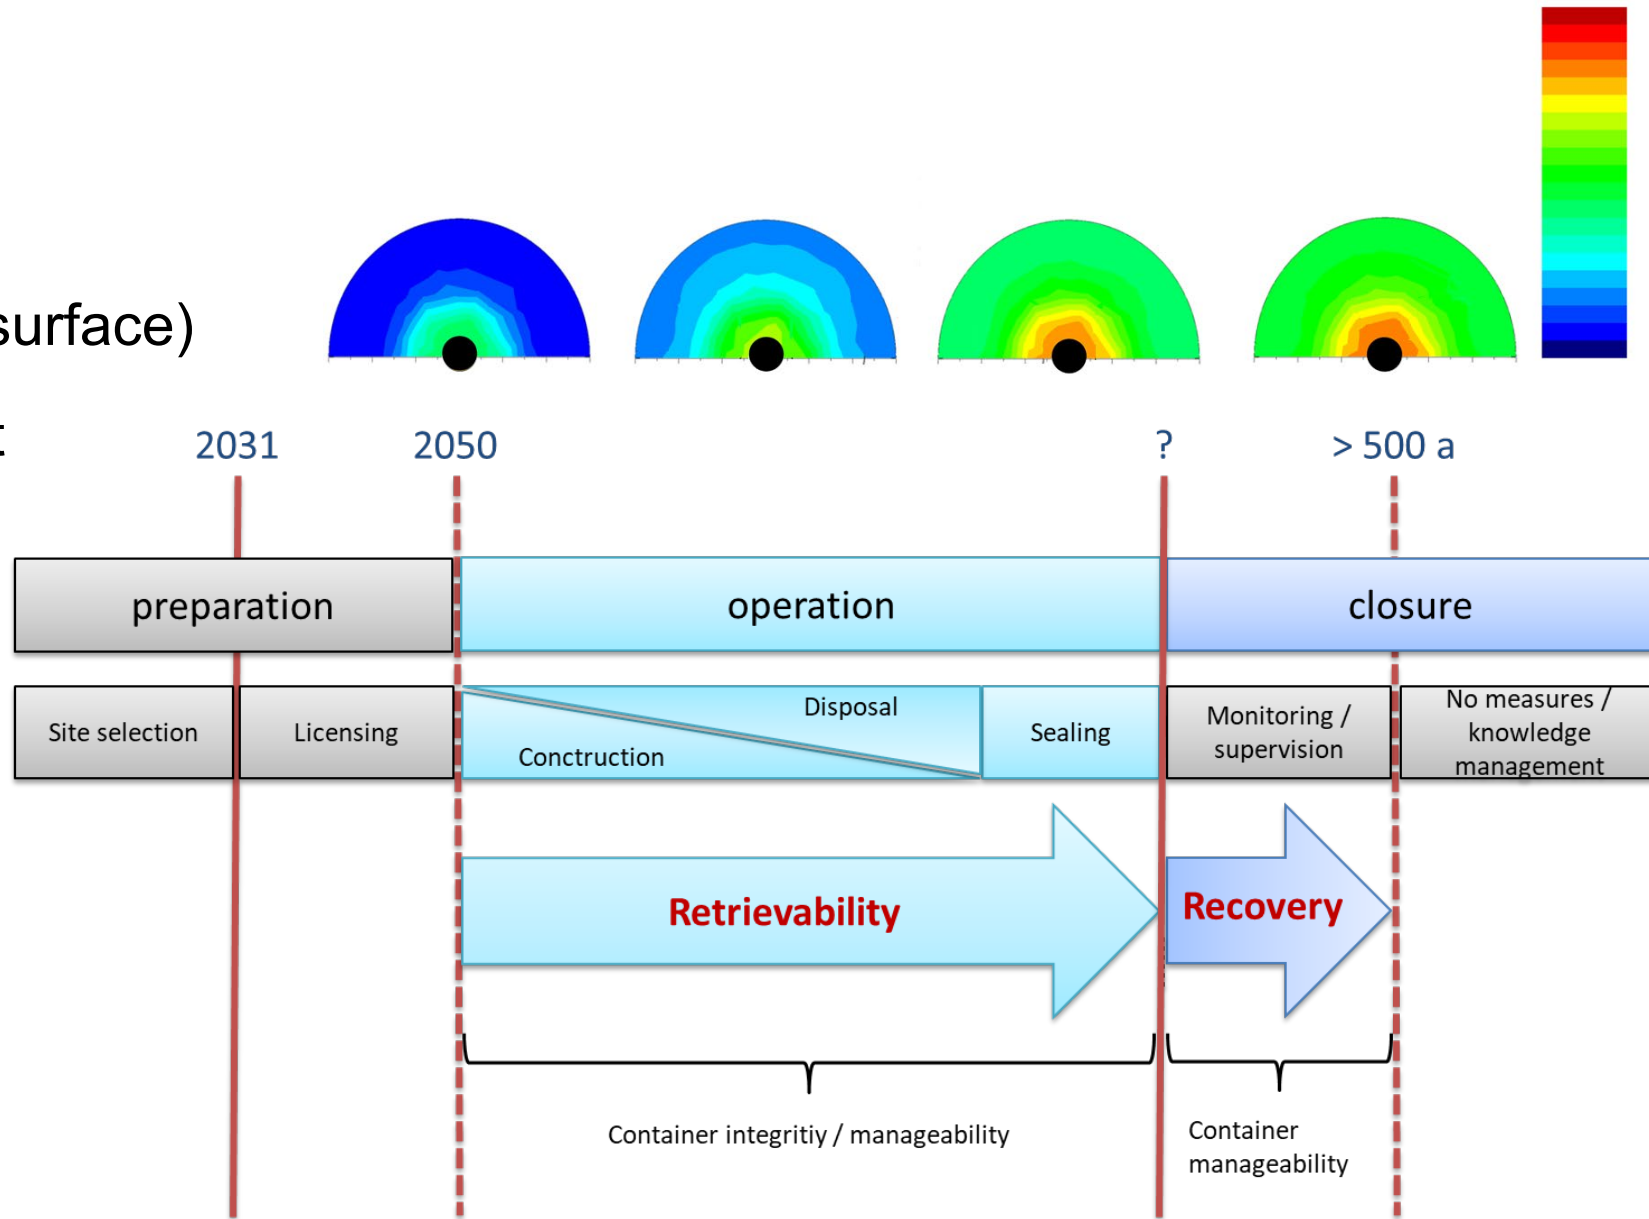 surface)
t
2031
2050
?
> 500 a
preparation
operation
closure
Site selection
Licensing
Disposal
Conctruction
Sealing
Monitoring /
supervision
No measures /
knowledge
management
Retrievability
Recovery
Container integritiy / manageability
Container
manageability